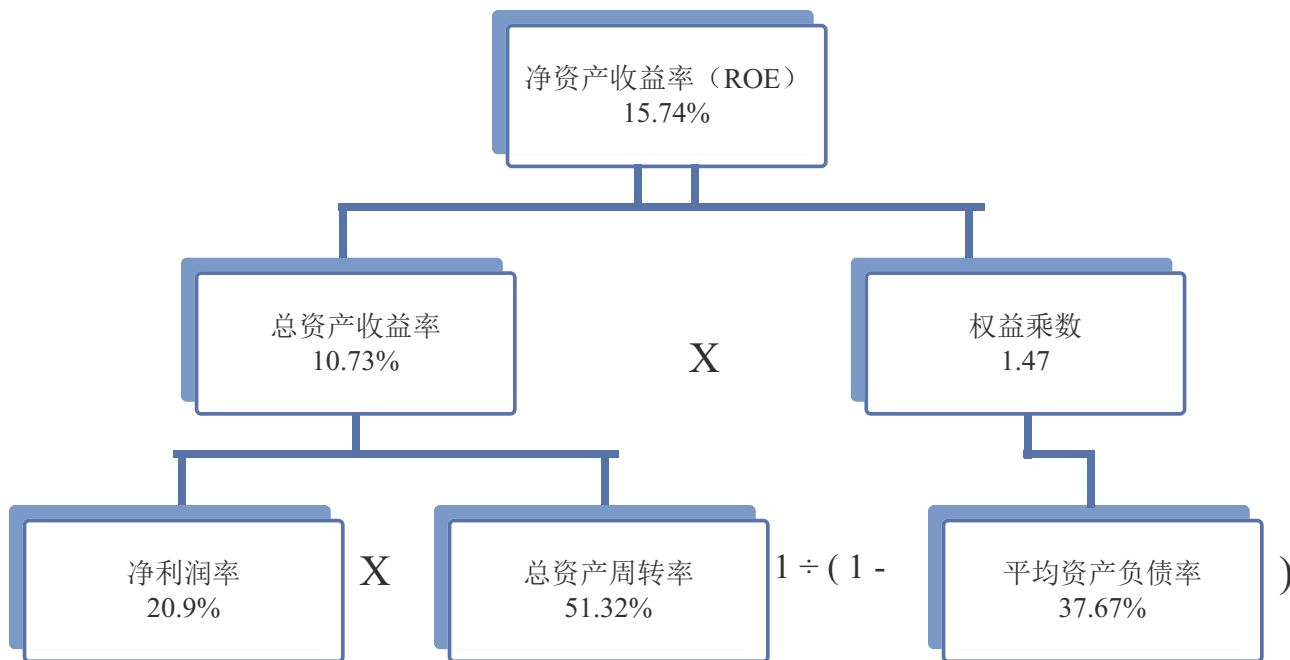 净资产收益率（ROE）
15.74%
总资产收益率
10.73%
X
权益乘数
1.47
净利润率
20.9%
X
总资产周转率
51.32%
1 ÷ ( 1 -
平均资产负债率
37.67%
)